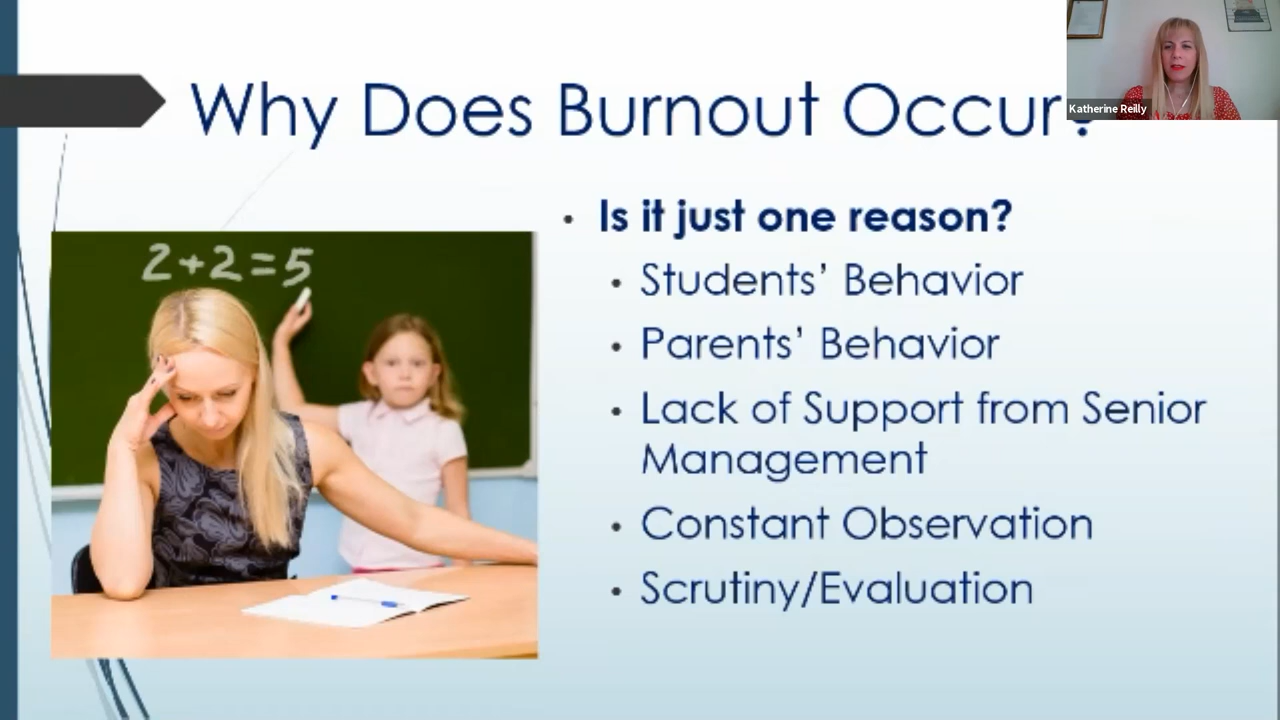 Why Does Burnout Occur?
Katherine Reilly
Is it just one reason?
2+2=5
Students’ Behavior
Parents’ Behavior
Lack of Support from Senior
Management
Constant Observation
Scrutiny/Evaluation